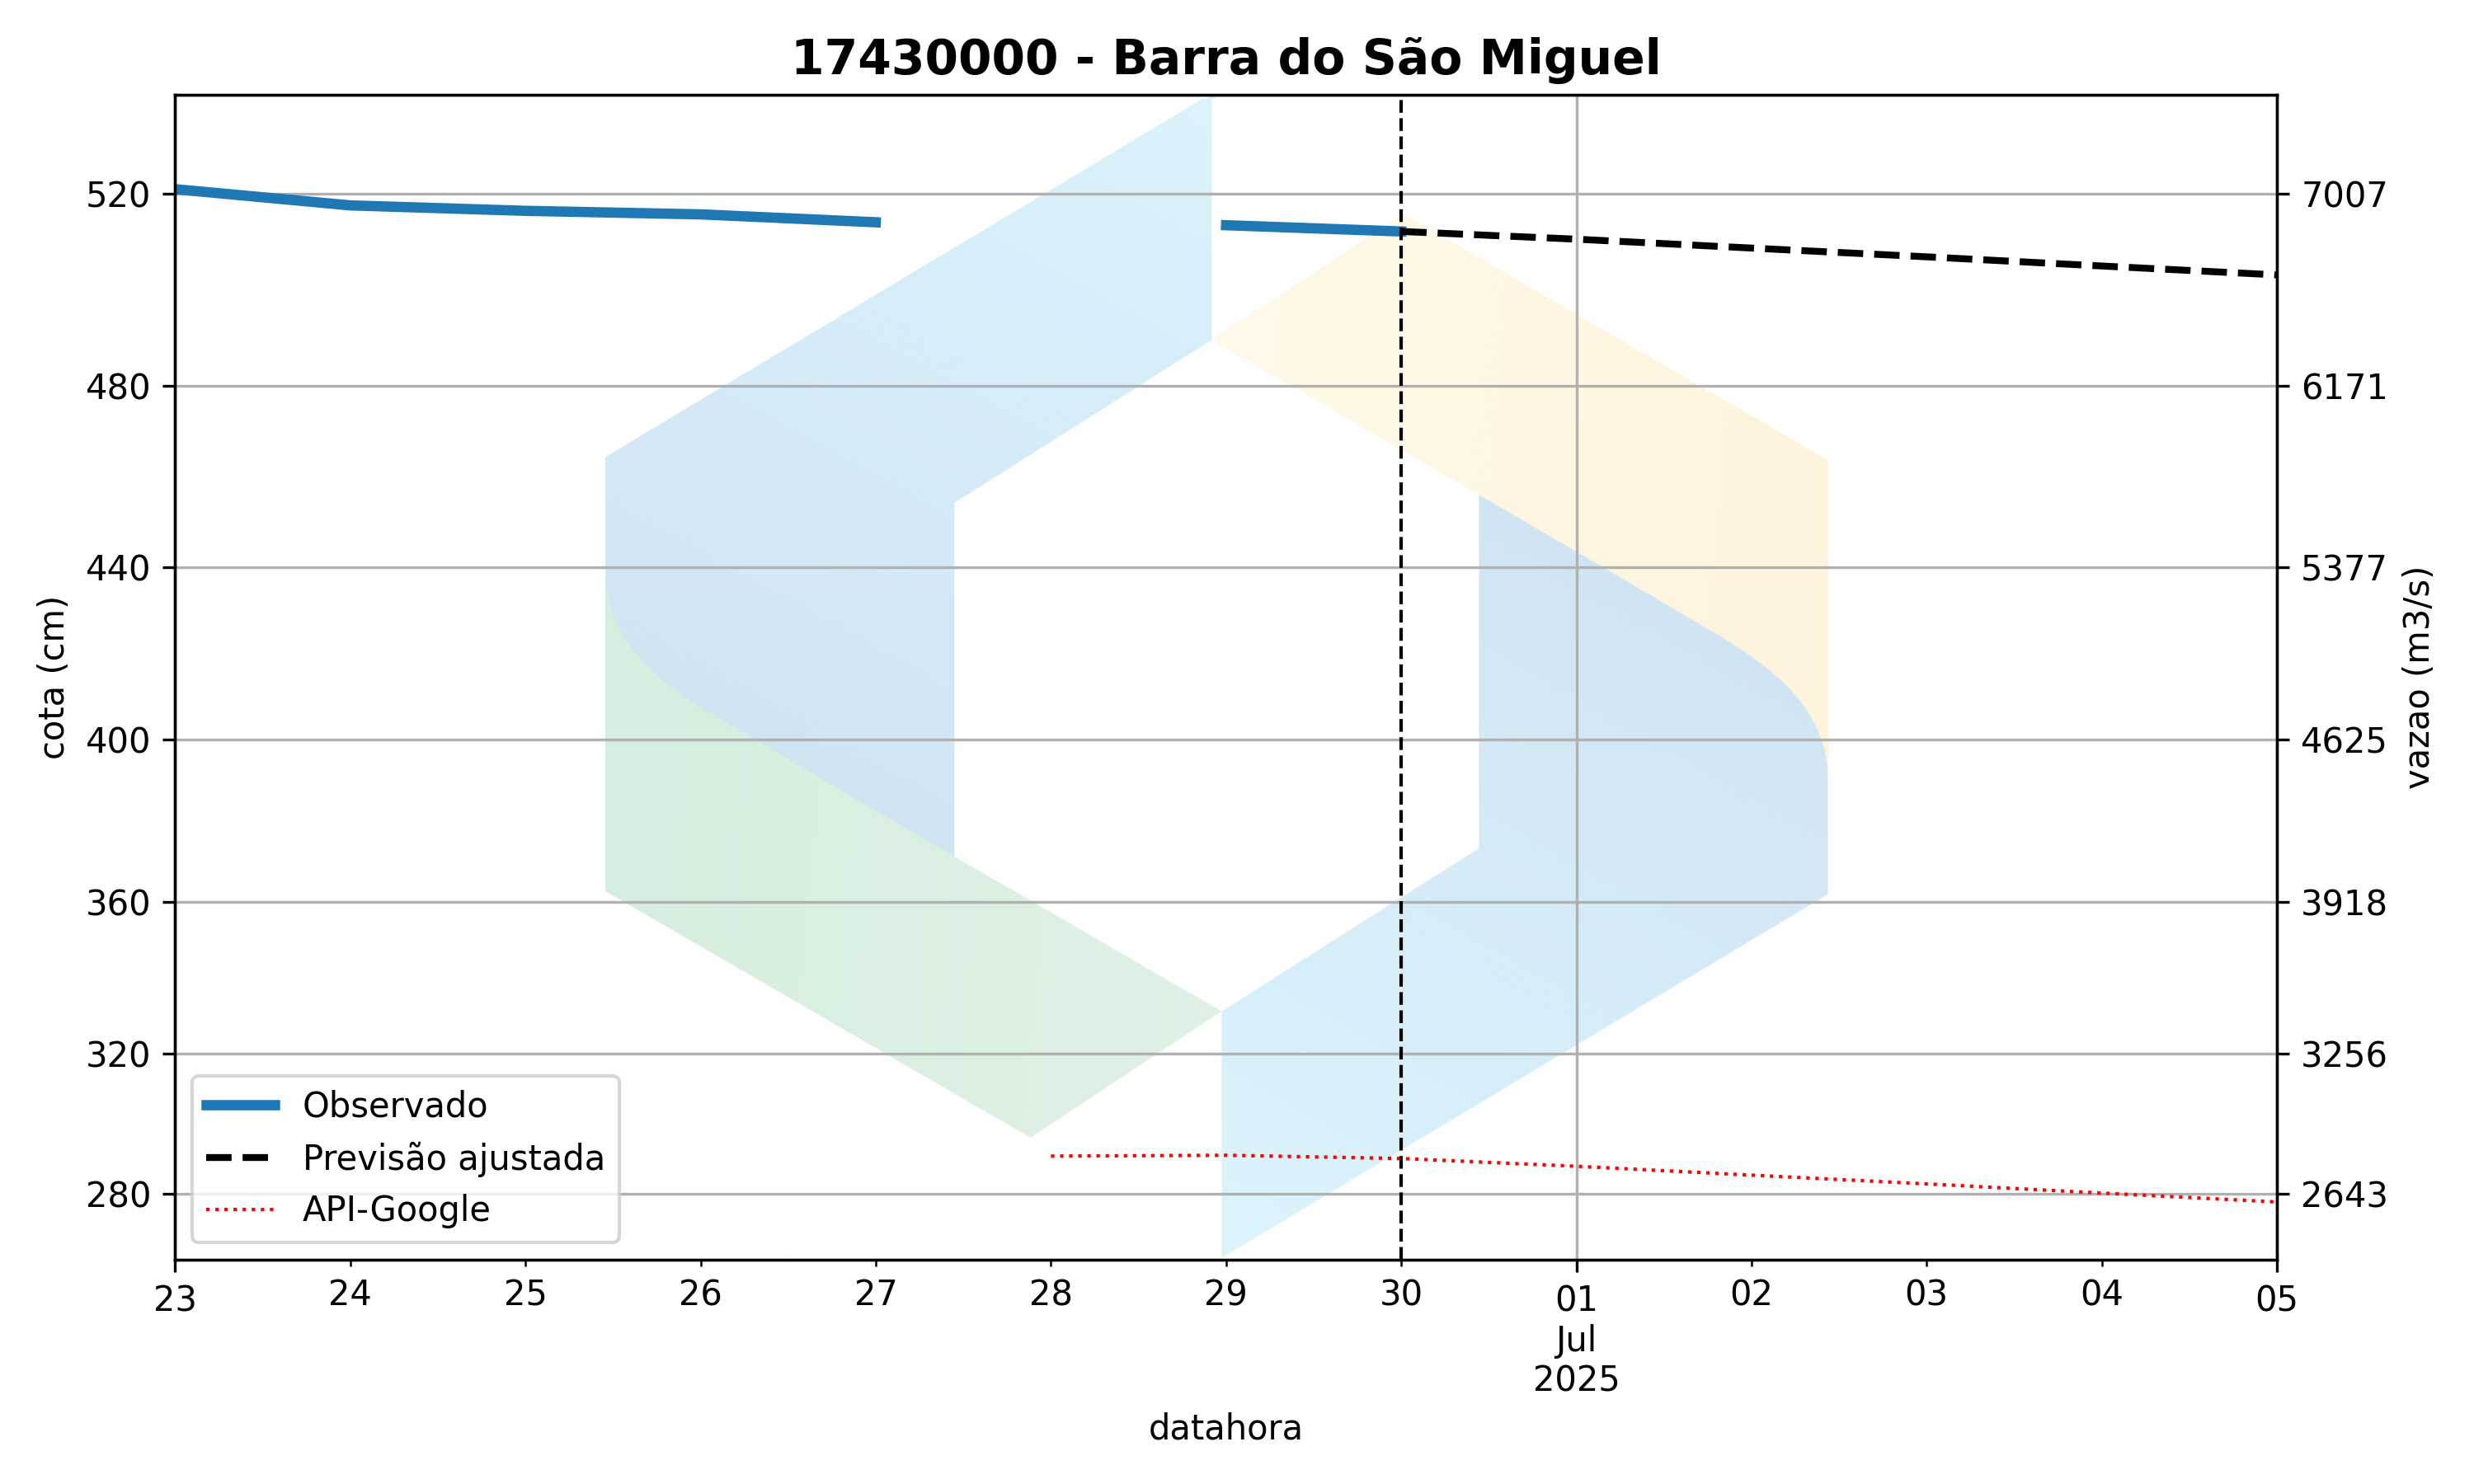 17430000 - Barra do São Miguel
520
480
440
400
360
320
280
cota (cm)
7007
6171
5377
4625
3918
3256
2643
vazao (m3/s)
Observado
Previsão ajustada
API-Google
23 24 25 26 27 28 29 30 01 02 03 04 05
Jul
2025
datahora